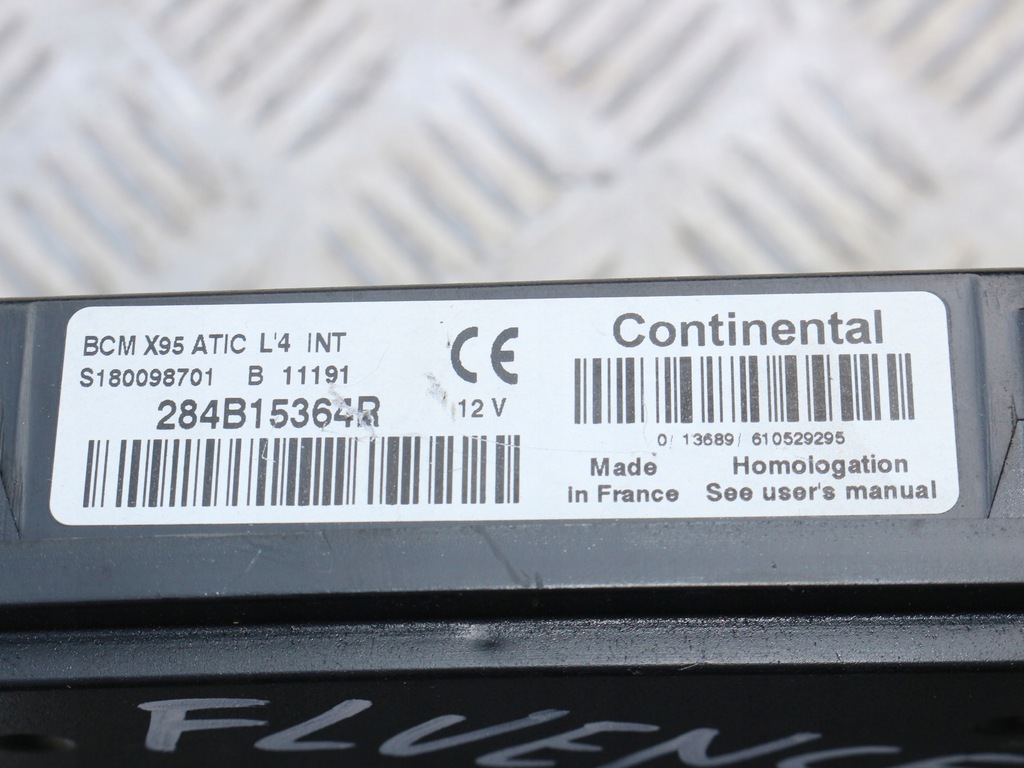 BCM X95 ATIC L'4 INT
S180098701 B 11191
284B15364R
12 V
CE
Continental
0/ 13689/ 610529295
Made
in France
Homologation
See user's manual